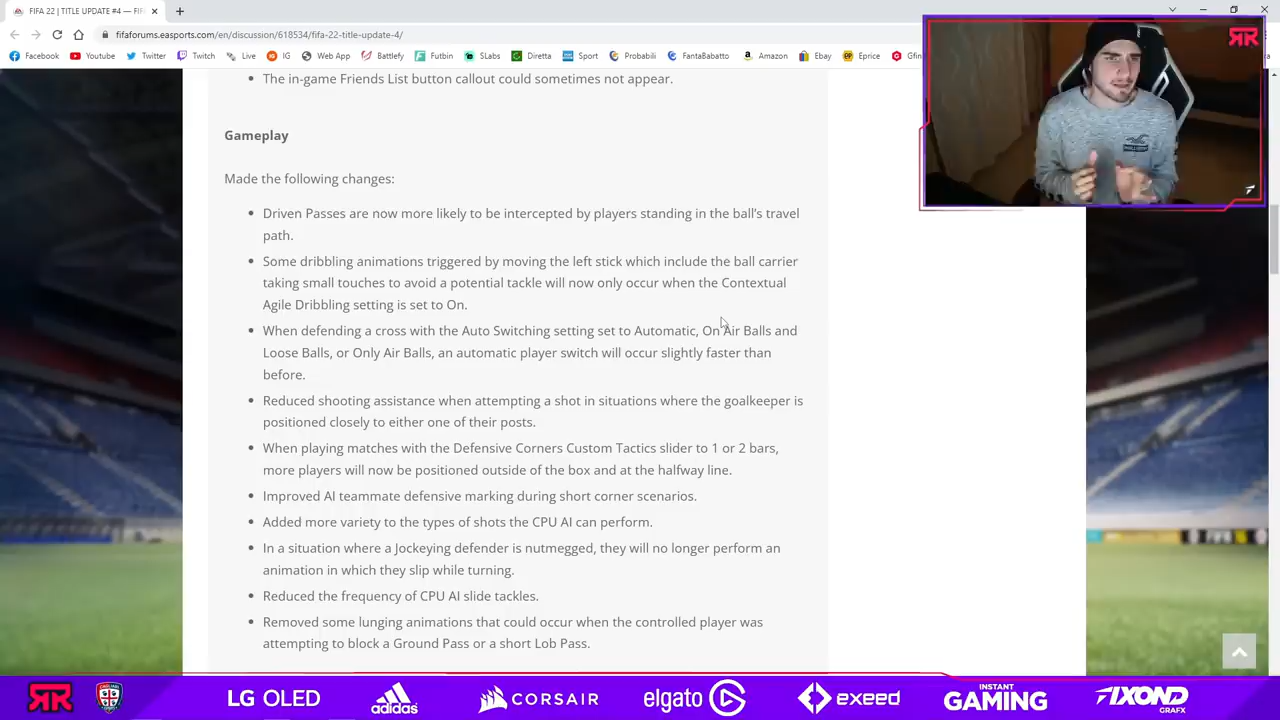 FIFA 22 | TITLE UPDATE #4 — FIF
fifaforums.easports.com/en/discussion/618534/fifa-22-title-update-4/
Facebook Youtube Twitter Twitch Live IG Web App Battlefy Futbin SLabs Diretta Sport Probabili FantaBabatto Amazon Ebay Eprice
The in-game Friends List button callout could sometimes not appear.
Gameplay
Made the following changes:
Driven Passes are now more likely to be intercepted by players standing in the ball's travel
path.
Some dribbling animations triggered by moving the left stick which include the ball carrier
taking small touches to avoid a potential tackle will now only occur when the Contextual
Agile Dribbling setting is set to On.
When defending a cross with the Auto Switching setting set to Automatic, On Air Balls and
Loose Balls, or Only Air Balls, an automatic player switch will occur slightly faster than
before.
Reduced shooting assistance when attempting a shot in situations where the goalkeeper is
positioned closely to either one of their posts.
When playing matches with the Defensive Corners Custom Tactics slider to 1 or 2 bars,
more players will now be positioned outside of the box and at the halfway line.
Improved AI teammate defensive marking during short corner scenarios.
Added more variety to the types of shots the CPU AI can perform.
In a situation where a Jockeying defender is nutmegged, they will no longer perform an
animation in which they slip while turning.
Reduced the frequency of CPU AI slide tackles.
Removed some lunging animations that could occur when the controlled player was
attempting to block a Ground Pass or a short Lob Pass.
LG OLED adidas CORSAIR elgato exeed INSTANT GAMING FIXOND GRAFX